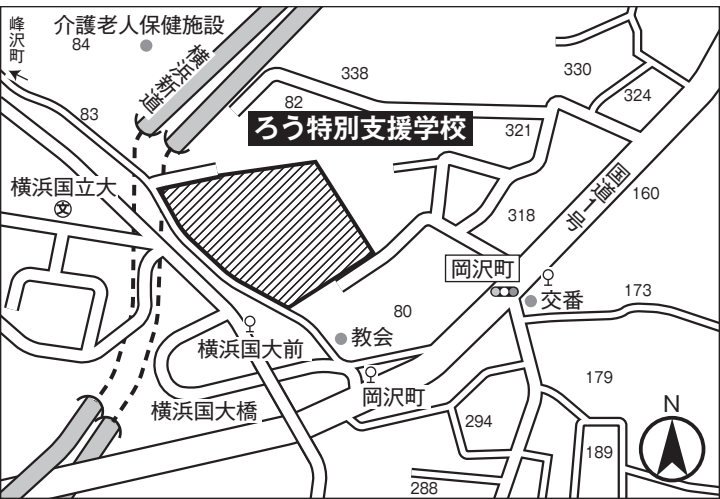 峰沢町
介護老人保健施設
84
横浜新道
338
330
82
324
83
ろう特別支援学校
321
横浜国立大
文
国道1号
160
318
岡沢町
交番
173
80
教会
横浜国大前
岡沢町
179
横浜国大橋
294
N
189
288